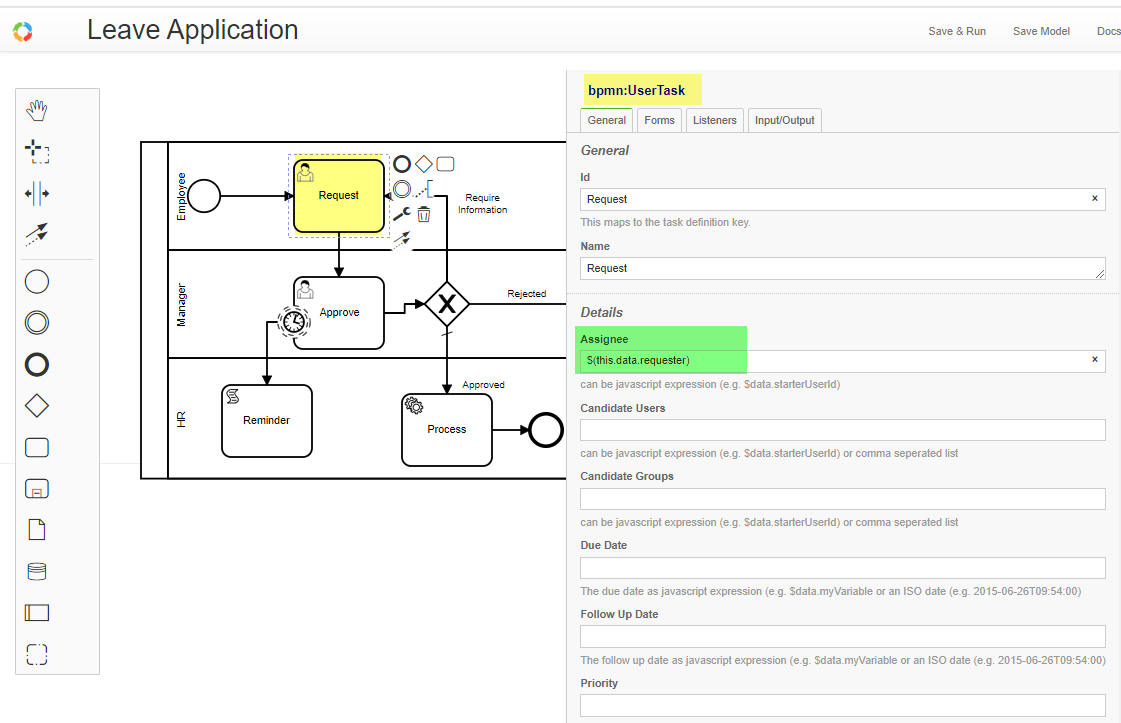 Leave Application
Save & Run
Save Model
Docs
Employee
Request
Require
Information
Manager
Approve
X
Rejected
HR
Reminder
Approved
Process
bpmn:UserTask
General
Forms
Listeners
Input/Output
General
Id
Request
×
This maps to the task definition key.
Name
Request
Details
Assignee
$(this.data.requester)
×
can be javascript expression (e.g. $data.starterUserId)
Candidate Users
can be javascript expression (e.g. $data.starterUserId) or comma seperated list
Candidate Groups
can be javascript expression (e.g. $data.starterUserId) or comma seperated list
Due Date
The due date as javascript expression (e.g. $data.myVariable or an ISO date (e.g. 2015-06-26T09:54:00)
Follow Up Date
The follow up date as javascript expression (e.g. $data.myVariable or an ISO date (e.g. 2015-06-26T09:54:00)
Priority